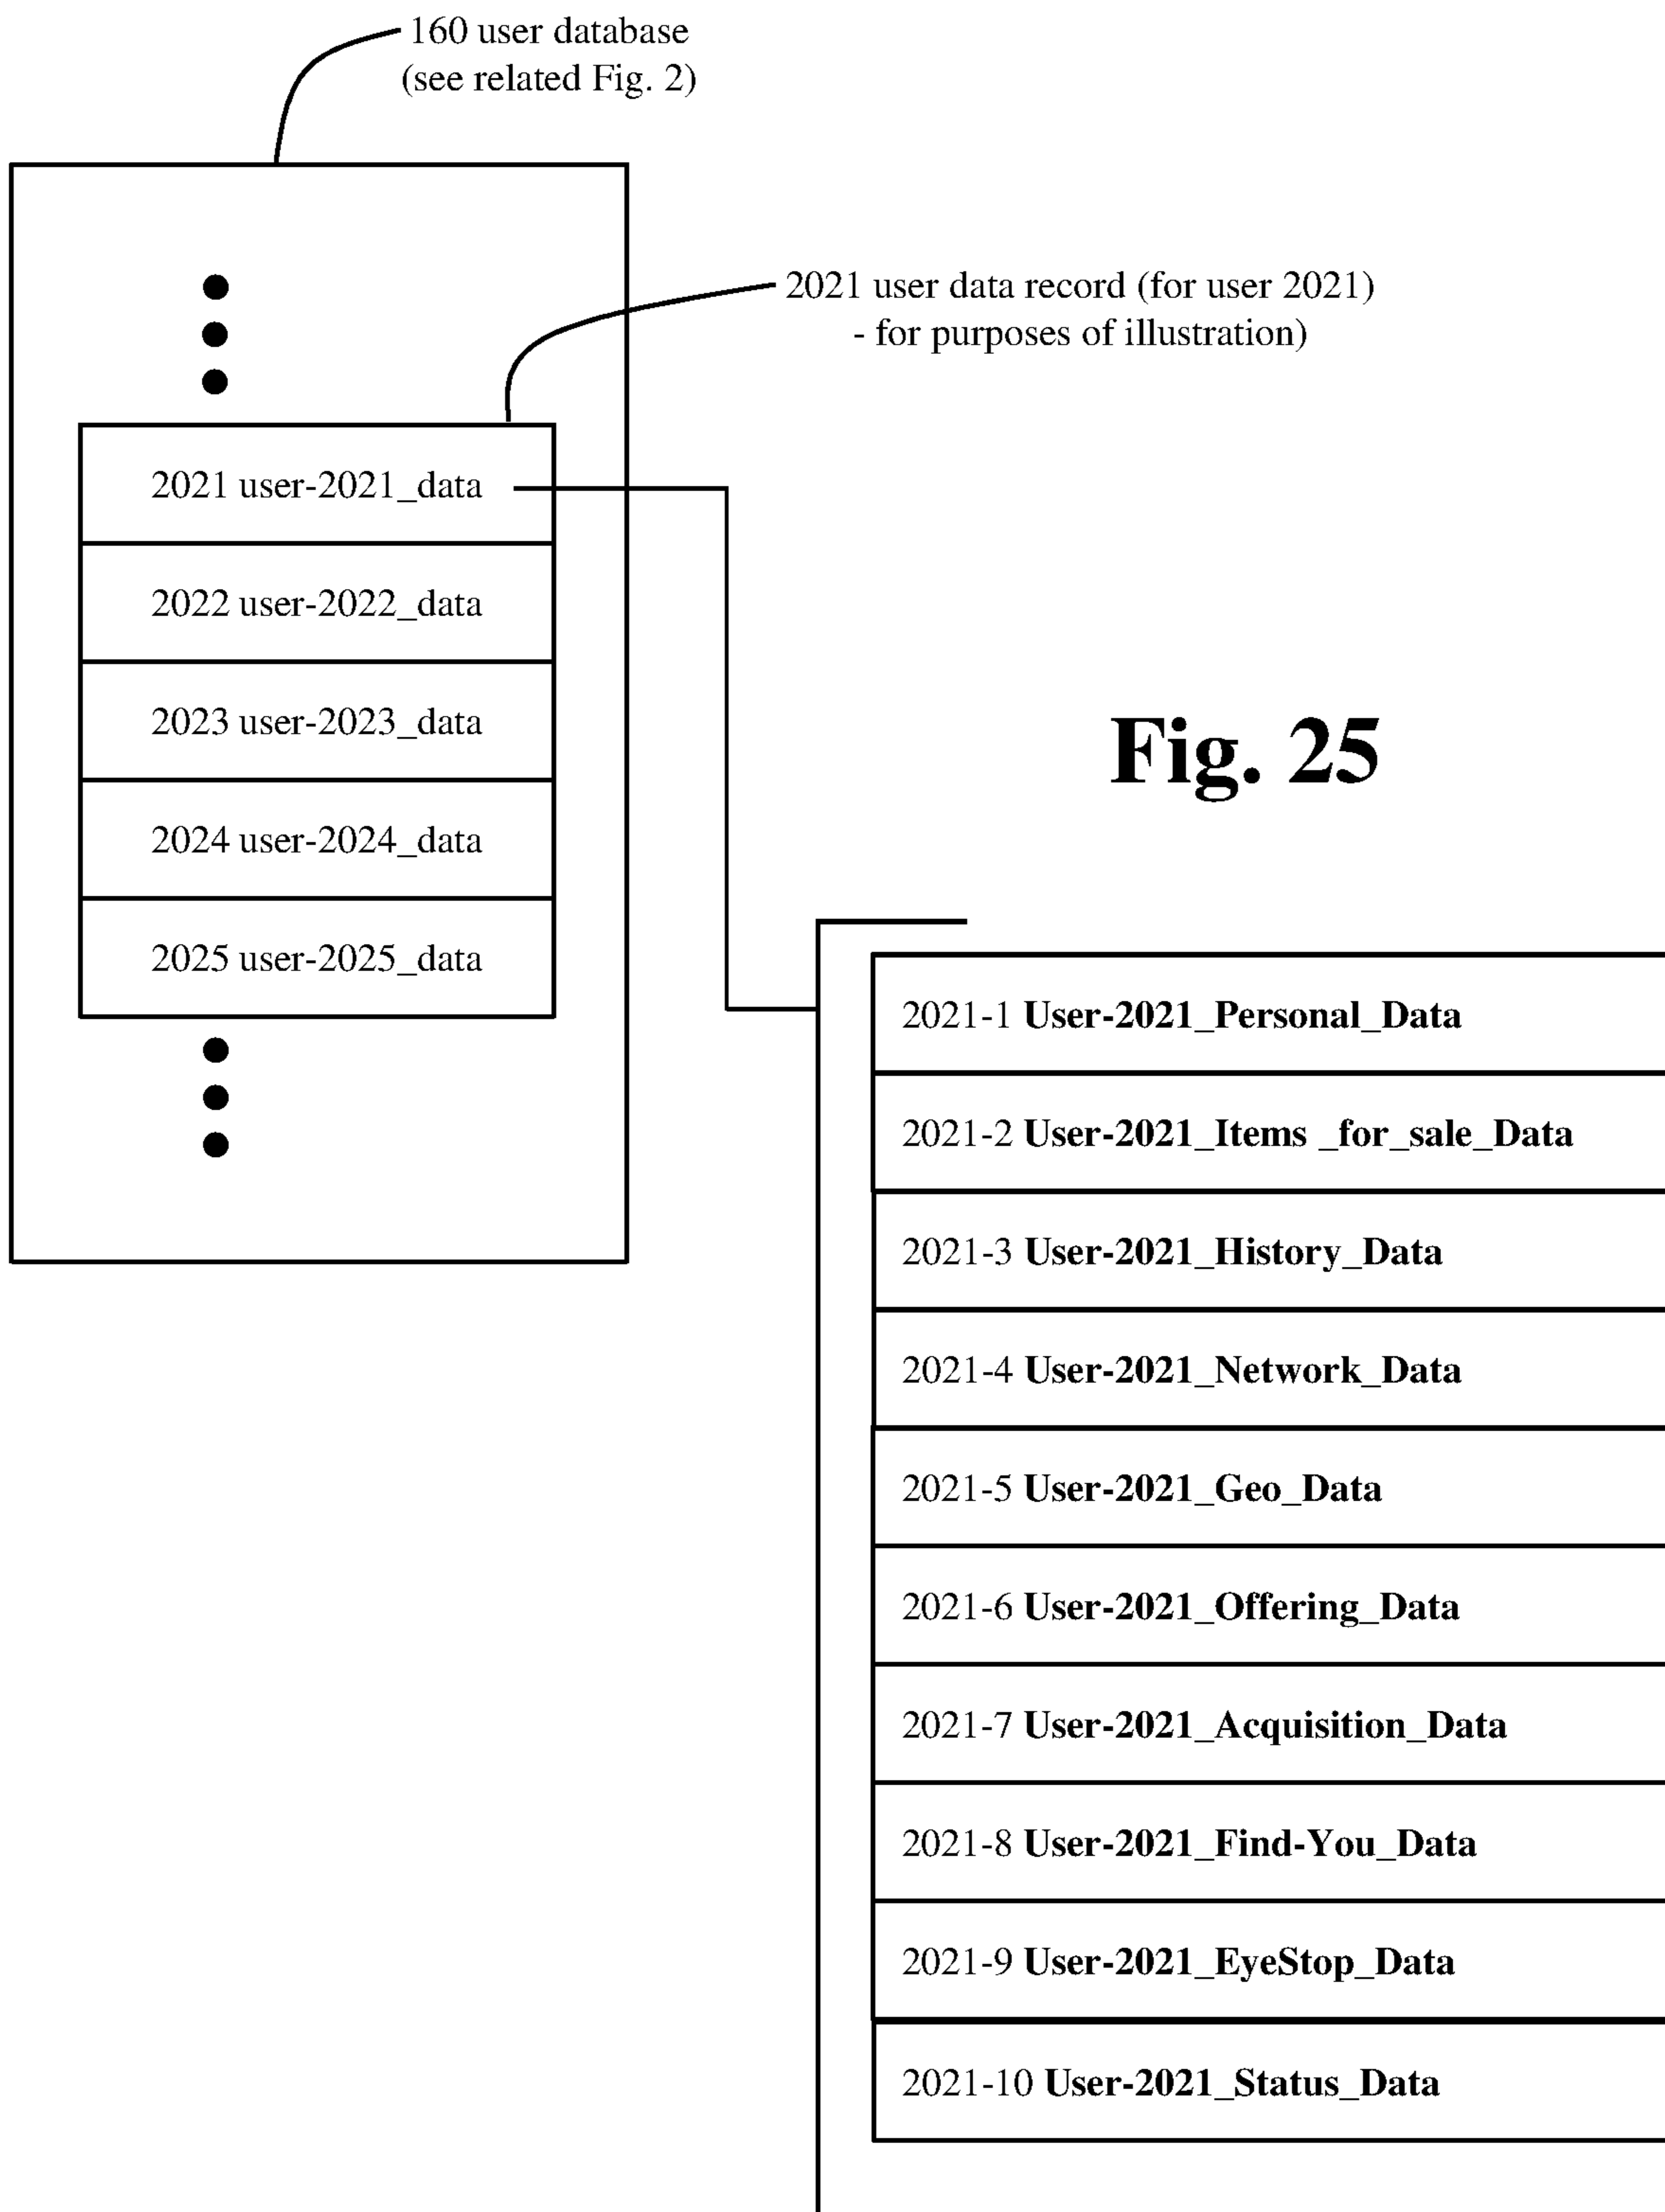 160 user database
(see related Fig. 2)
2021 user data record (for user 2021)
- for purposes of illustration)
2021 user-2021_data
2022 user-2022_data
2023 user-2023_data
2024 user-2024_data
2025 user-2025_data
Fig. 25
2021-1 User-2021_Personal_Data
2021-2 User-2021_Items _for_sale_Data
2021-3 User-2021_History_Data
2021-4 User-2021_Network_Data
2021-5 User-2021_Geo_Data
2021-6 User-2021_Offering_Data
2021-7 User-2021_Acquisition_Data
2021-8 User-2021_Find-You_Data
2021-9 User-2021_EyeStop_Data
2021-10 User-2021_Status_Data